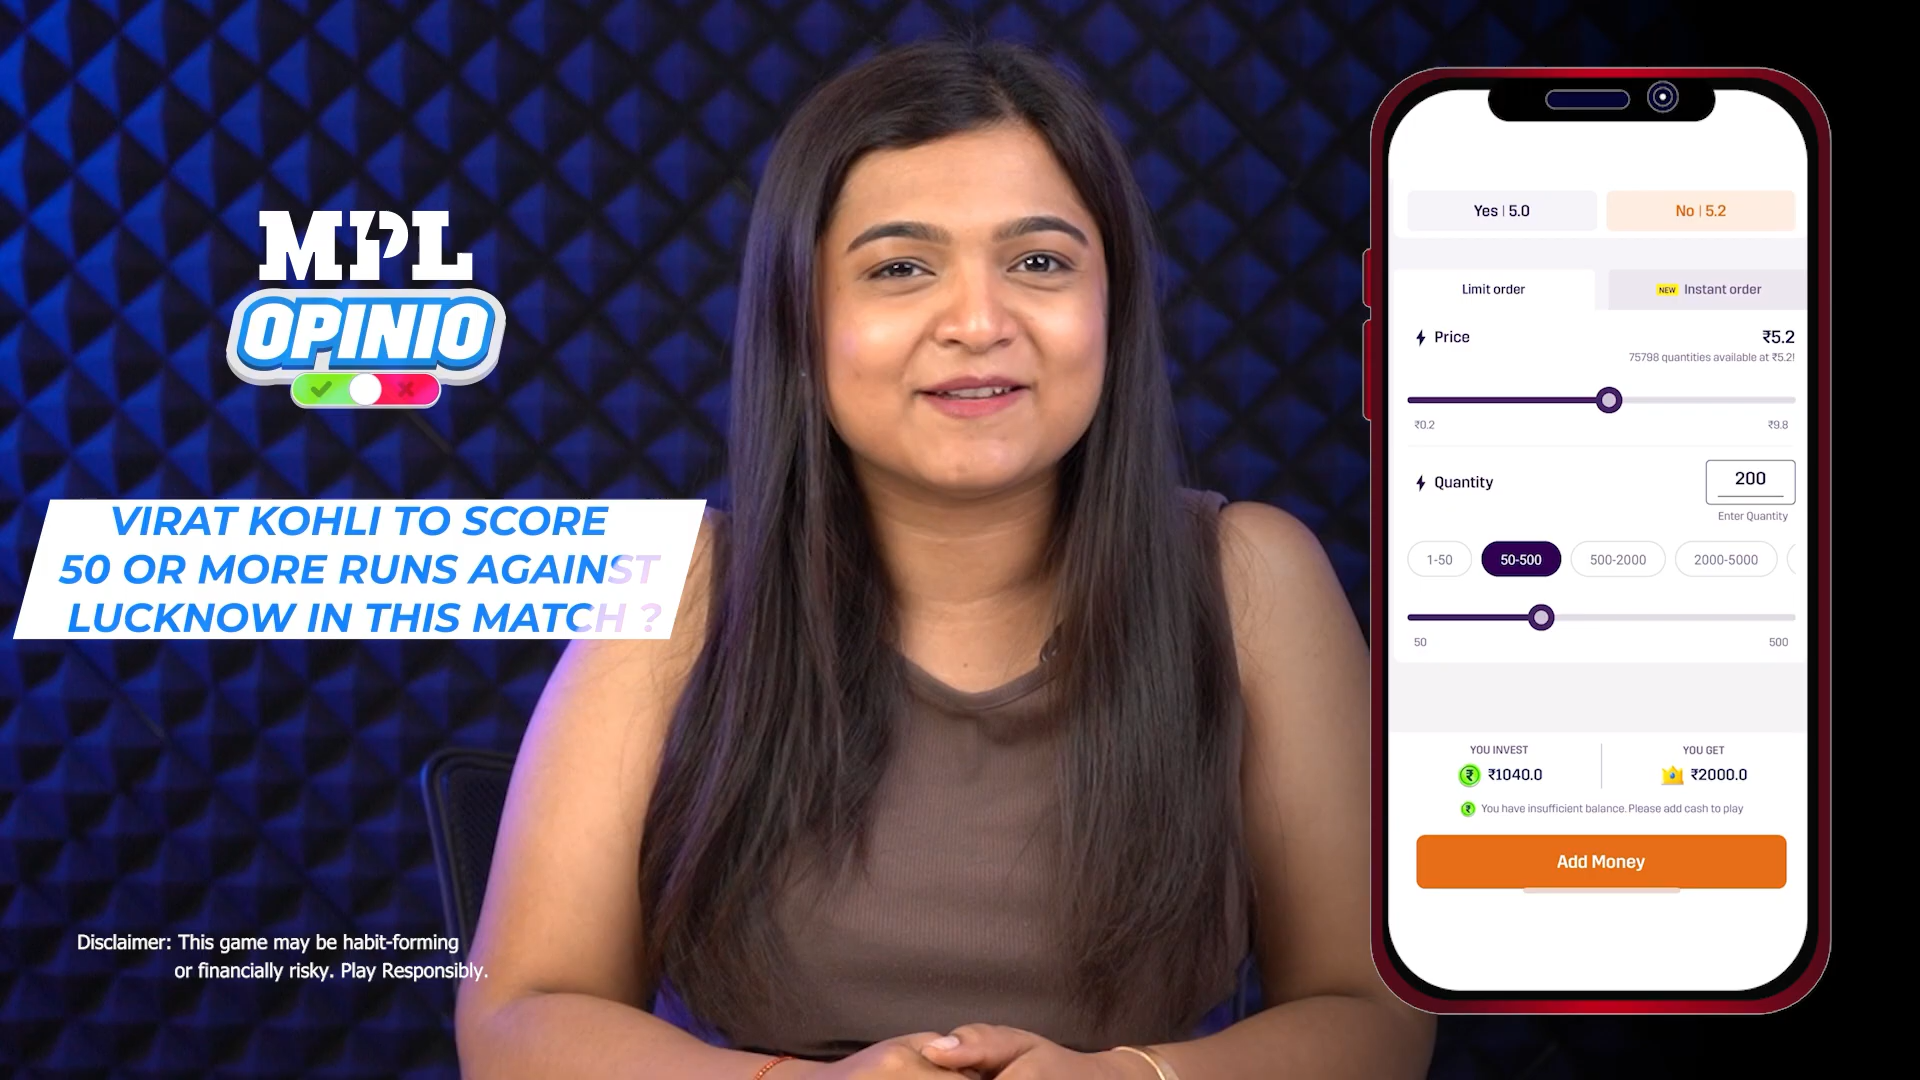 MPL
OPINIO
VIRAT KOHLI TO SCORE
50 OR MORE RUNS AGAINST
LUCKNOW IN THIS MATCH ?
Disclaimer: This game may be habit-forming
or financially risky. Play Responsibly.
Yes | 5.0
No | 5.2
Limit order
NEW Instant order
Price
₹5.2
75798 quantities available at ₹5.2!
₹0.2
₹9.8
Quantity
200
Enter Quantity
1-50
50-500
500-2000
2000-5000
50
500
YOU INVEST
YOU GET
₹1040.0
₹2000.0
You have insufficient balance. Please add cash to play
Add Money